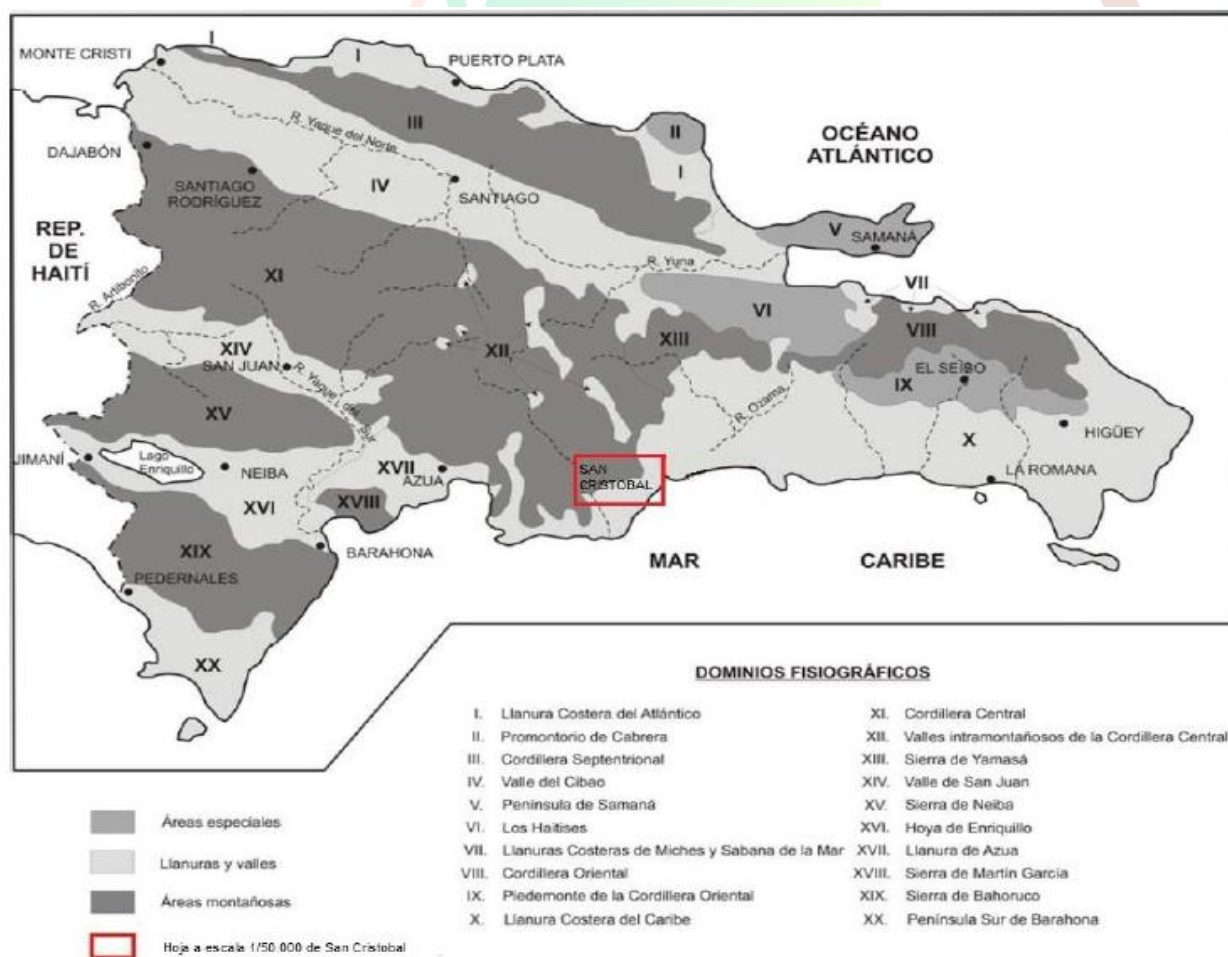 I
MONTE CRISTI
I
PUERTO PLATA
III
II
OCÉANO
ATLÁNTICO
R. Yaque del Norte
DAJABÓN
I
SANTIAGO
RODRÍGUEZ
IV
SANTIAGO
REP.
DE
HAITÍ
V
SAMANÁ
R. Yuna
XI
R. Artibonito
VII
VI
VIII
XIII
XII
XIV
SAN JUAN
R. Yaque del Sur
EL SEIBO
IX
R. Ozama
XV
X
HIGÜEY
JIMANÍ
Lago
Enriquillo
NEIBA
XVII
AZUA
SAN
CRISTOBAL
LA ROMANA
XVI
XVIII
XIX
BARAHONA
MAR CARIBE
PEDERNALES
XX
DOMINIOS FISIOGRÁFICOS
I. Llanura Costera del Atlántico
II. Promontorio de Cabrera
III. Cordillera Septentrional
IV. Valle del Cibao
V. Península de Samaná
VI. Los Haitises
VII. Llanuras Costeras de Miches y Sabana de la Mar
VIII. Cordillera Oriental
IX. Piedemonte de la Cordillera Oriental
X. Llanura Costera del Caribe
XI. Cordillera Central
XII. Valles intramontañosos de la Cordillera Central
XIII. Sierra de Yamasá
XIV. Valle de San Juan
XV. Sierra de Neiba
XVI. Hoya de Enriquillo
XVII. Llanura de Azua
XVIII. Sierra de Martín García
XIX. Sierra de Bahoruco
XX. Península Sur de Barahona
Áreas especiales
Llanuras y valles
Áreas montañosas
Hoja a escala 1/50.000 de San Cristobal